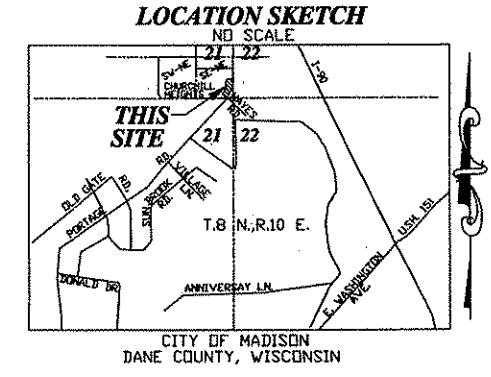 LOCATION SKETCH
NO SCALE
21 22
SW-NE SE-NE
CHURCHILL
HEIGHTS
HAYES
RD.
I-90
THIS
SITE
21 22
OLD GATE
RD.
PORTAGE
RD.
SUN BROOK
RD.
VILLAGE
LN.
T.8 N.,R.10 E.
U.S.H. 151
E. WASHINGTON
AVE.
DONALD DR.
ANNIVERSAY LN.
CITY OF MADISON
DANE COUNTY, WISCONSIN